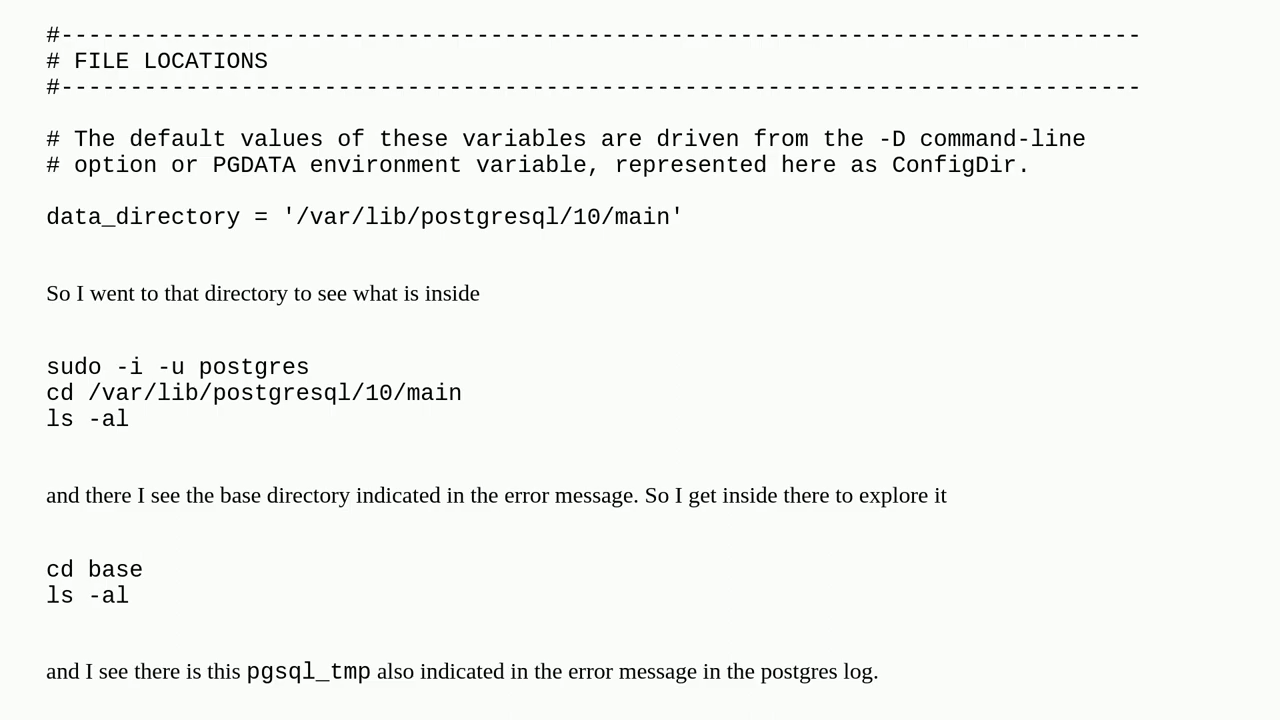 #------------------------------------------------------------------------------
# FILE LOCATIONS
#------------------------------------------------------------------------------
# The default values of these variables are driven from the -D command-line
# option or PGDATA environment variable, represented here as ConfigDir.
data_directory = '/var/lib/postgresql/10/main'
So I went to that directory to see what is inside
sudo -i -u postgres
cd /var/lib/postgresql/10/main
ls -al
and there I see the base directory indicated in the error message. So I get inside there to explore it
cd base
ls -al
and I see there is this pgsql_tmp also indicated in the error message in the postgres log.